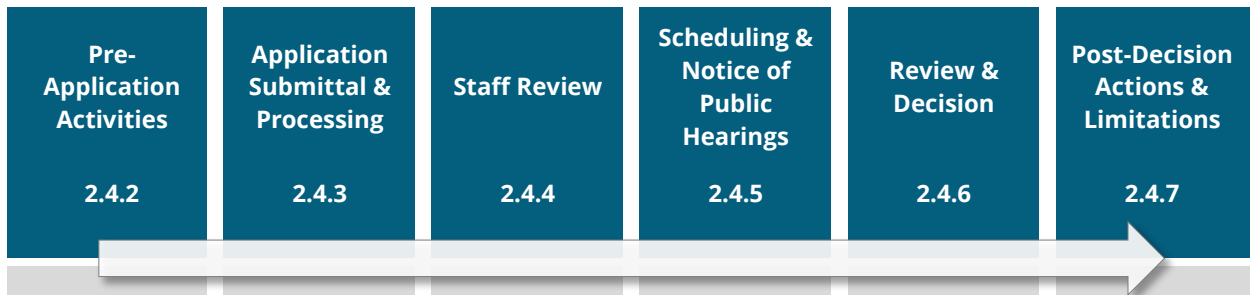 Pre-
Application
Activities
2.4.2
Application
Submittal &
Processing
2.4.3
Staff Review
2.4.4
Scheduling &
Notice of
Public
Hearings
2.4.5
Review &
Decision
2.4.6
Post-Decision
Actions &
Limitations
2.4.7